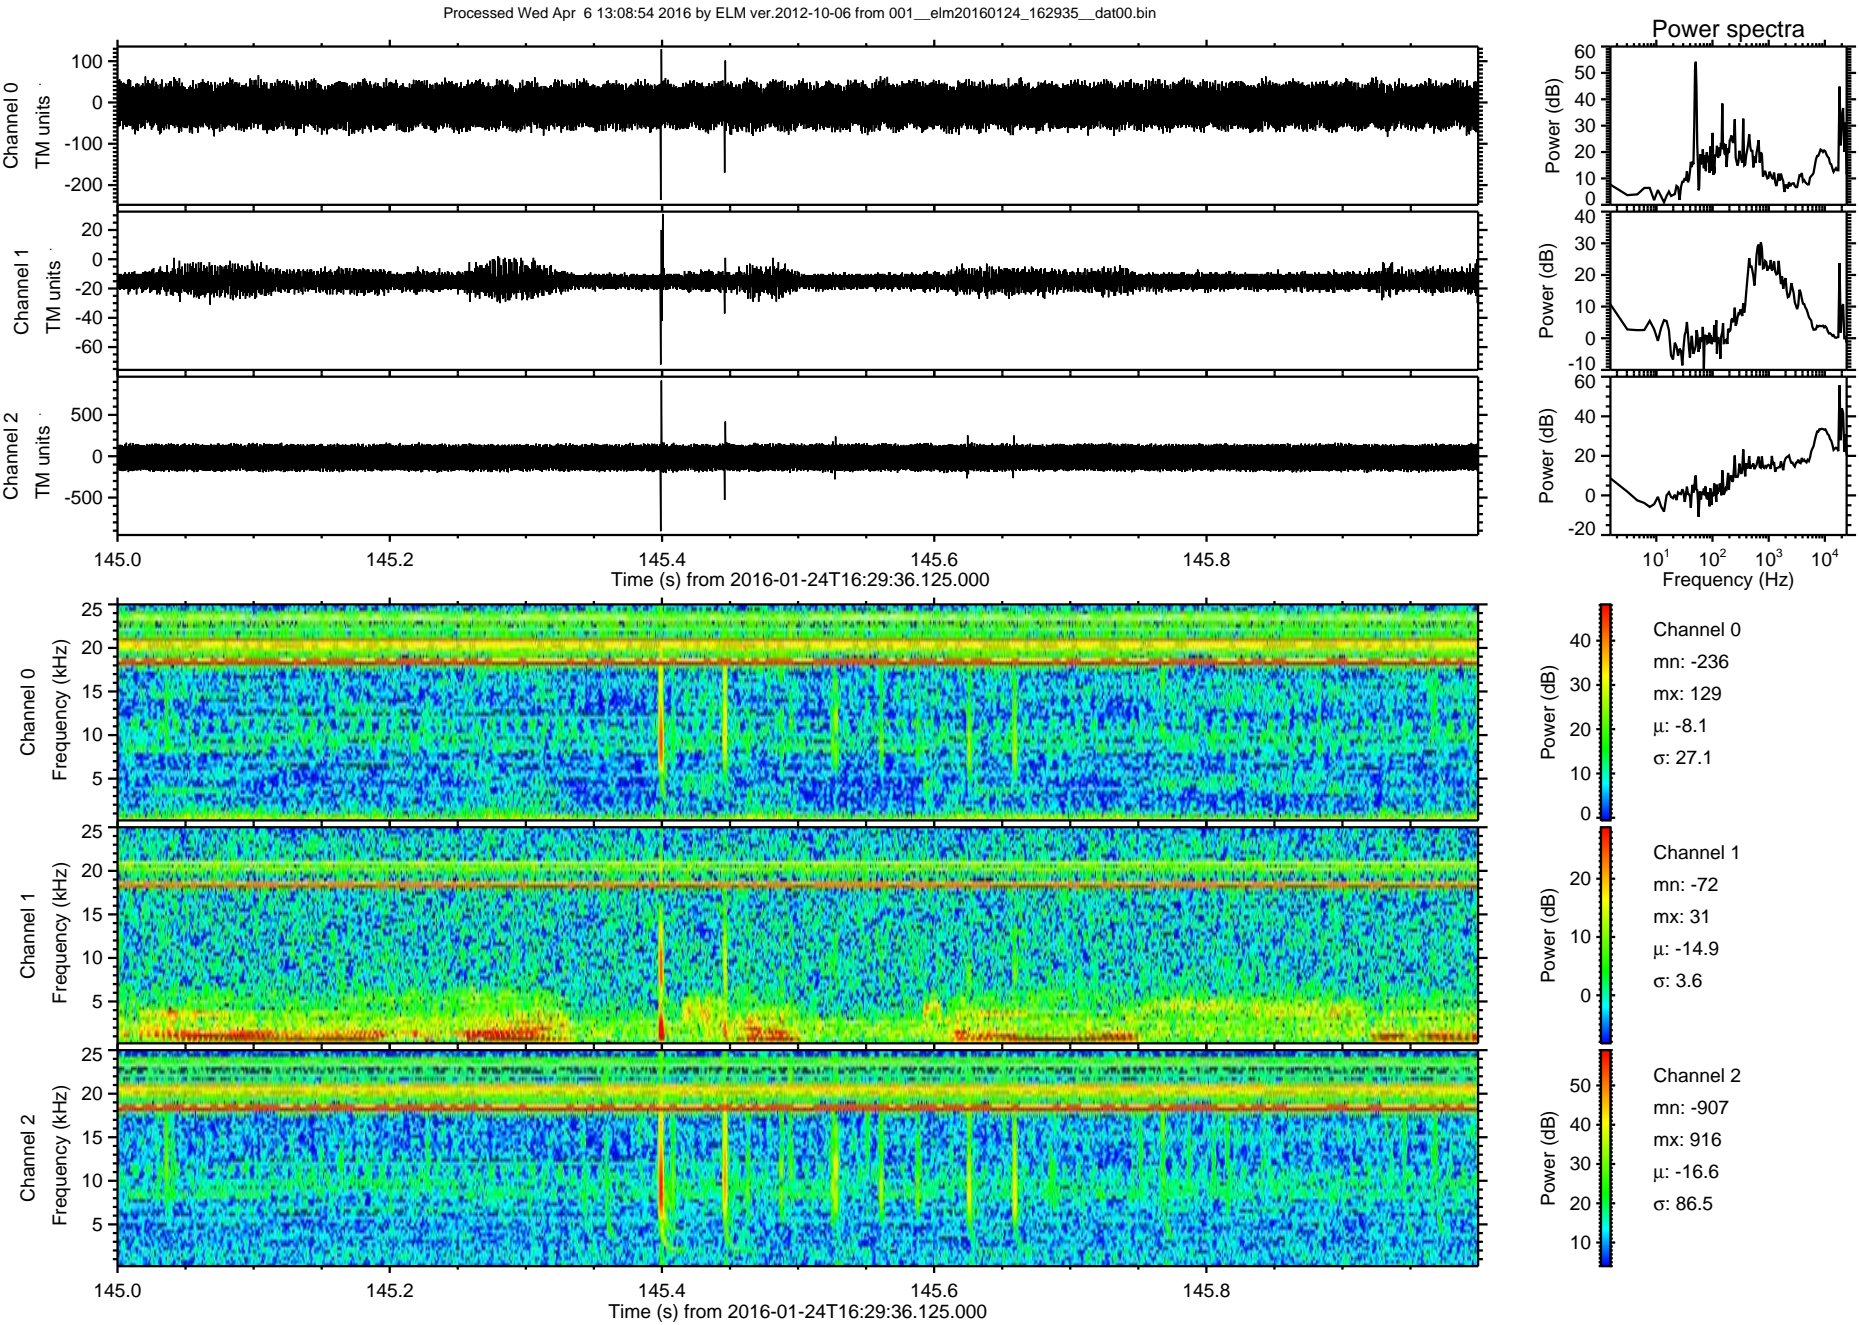 Processed Wed Apr  6 13:08:54 2016 by ELM ver.2012-10-06 from 001__elm20160124_162935__dat00.bin
Power spectra
Channel 0
TM units
100
0
-100
-200
Power (dB)
60
50
40
30
20
10
0
Channel 1
TM units
20
0
-20
-40
-60
Power (dB)
40
30
20
10
0
-10
Channel 2
TM units
500
0
-500
Power (dB)
60
40
20
0
-20
145.0 145.2 145.4 145.6 145.8
Time (s) from 2016-01-24T16:29:36.125.000
10¹ 10² 10³ 10⁴
Frequency (Hz)
Channel 0
Frequency (kHz)
25
20
15
10
5
Power (dB)
40
30
20
10
0
Channel 0
mn: -236
mx: 129
µ: -8.1
σ: 27.1
Channel 1
Frequency (kHz)
25
20
15
10
5
Power (dB)
20
10
0
Channel 1
mn: -72
mx: 31
µ: -14.9
σ: 3.6
Channel 2
Frequency (kHz)
25
20
15
10
5
Power (dB)
50
40
30
20
10
Channel 2
mn: -907
mx: 916
µ: -16.6
σ: 86.5
145.0 145.2 145.4 145.6 145.8
Time (s) from 2016-01-24T16:29:36.125.000